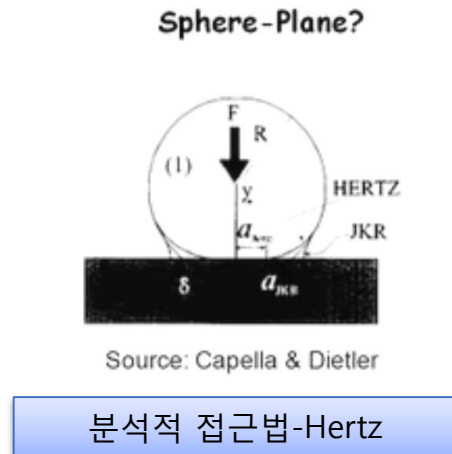 Sphere-Plane?
F
R
(1)
HERTZ
JKR
δ
a_JKR
Source: Capella & Dietler
분석적 접근법-Hertz